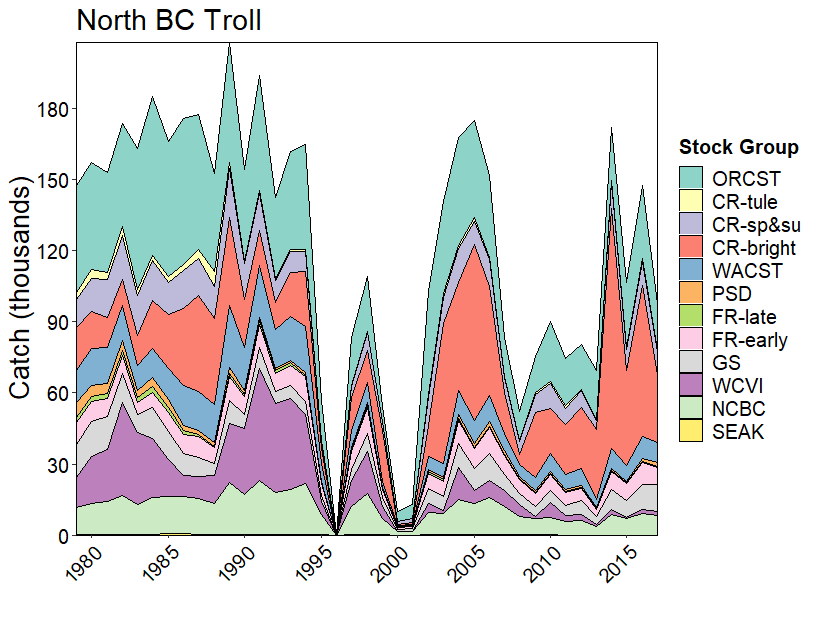 North BC Troll
Catch (thousands)
180
150
120
90
60
30
0
1980
1985
1990
1995
2000
2005
2010
2015
Stock Group
ORCST
CR-tule
CR-sp&su
CR-bright
WACST
PSD
FR-late
FR-early
GS
WCVI
NCBC
SEAK